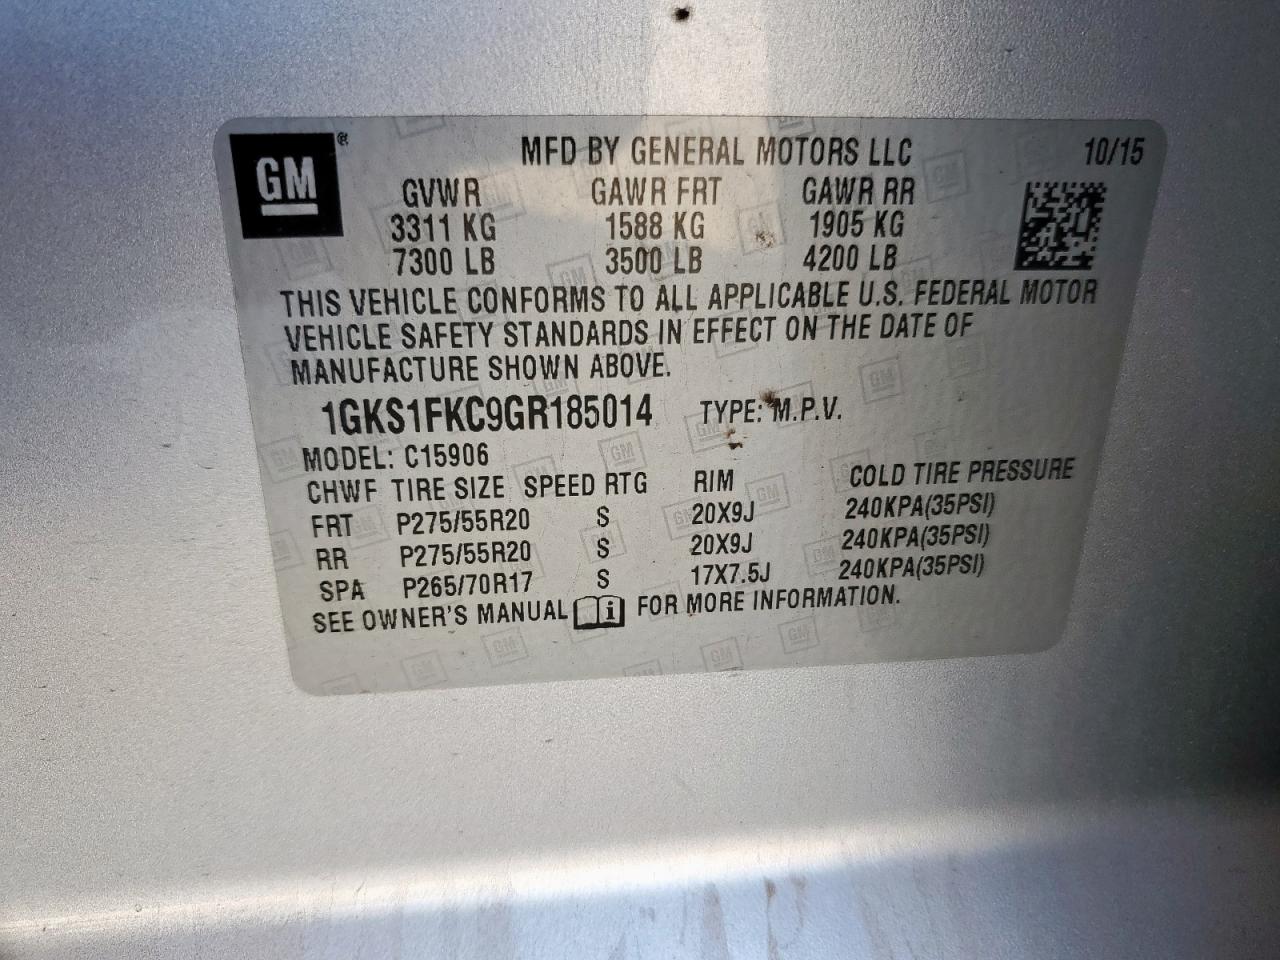 GM® MFD BY GENERAL MOTORS LLC 10/15
GVWR GAWR FRT GAWR RR
3311 KG 1588 KG 1905 KG
7300 LB 3500 LB 4200 LB
THIS VEHICLE CONFORMS TO ALL APPLICABLE U.S. FEDERAL MOTOR
VEHICLE SAFETY STANDARDS IN EFFECT ON THE DATE OF
MANUFACTURE SHOWN ABOVE.
1GKS1FKC9GR185014 TYPE: M.P.V.
MODEL: C15906
CHWF TIRE SIZE SPEED RTG RIM COLD TIRE PRESSURE
FRT P275/55R20 S 20X9J 240KPA(35PSI)
RR P275/55R20 S 20X9J 240KPA(35PSI)
SPA P265/70R17 S 17X7.5J 240KPA(35PSI)
SEE OWNER'S MANUAL i FOR MORE INFORMATION.